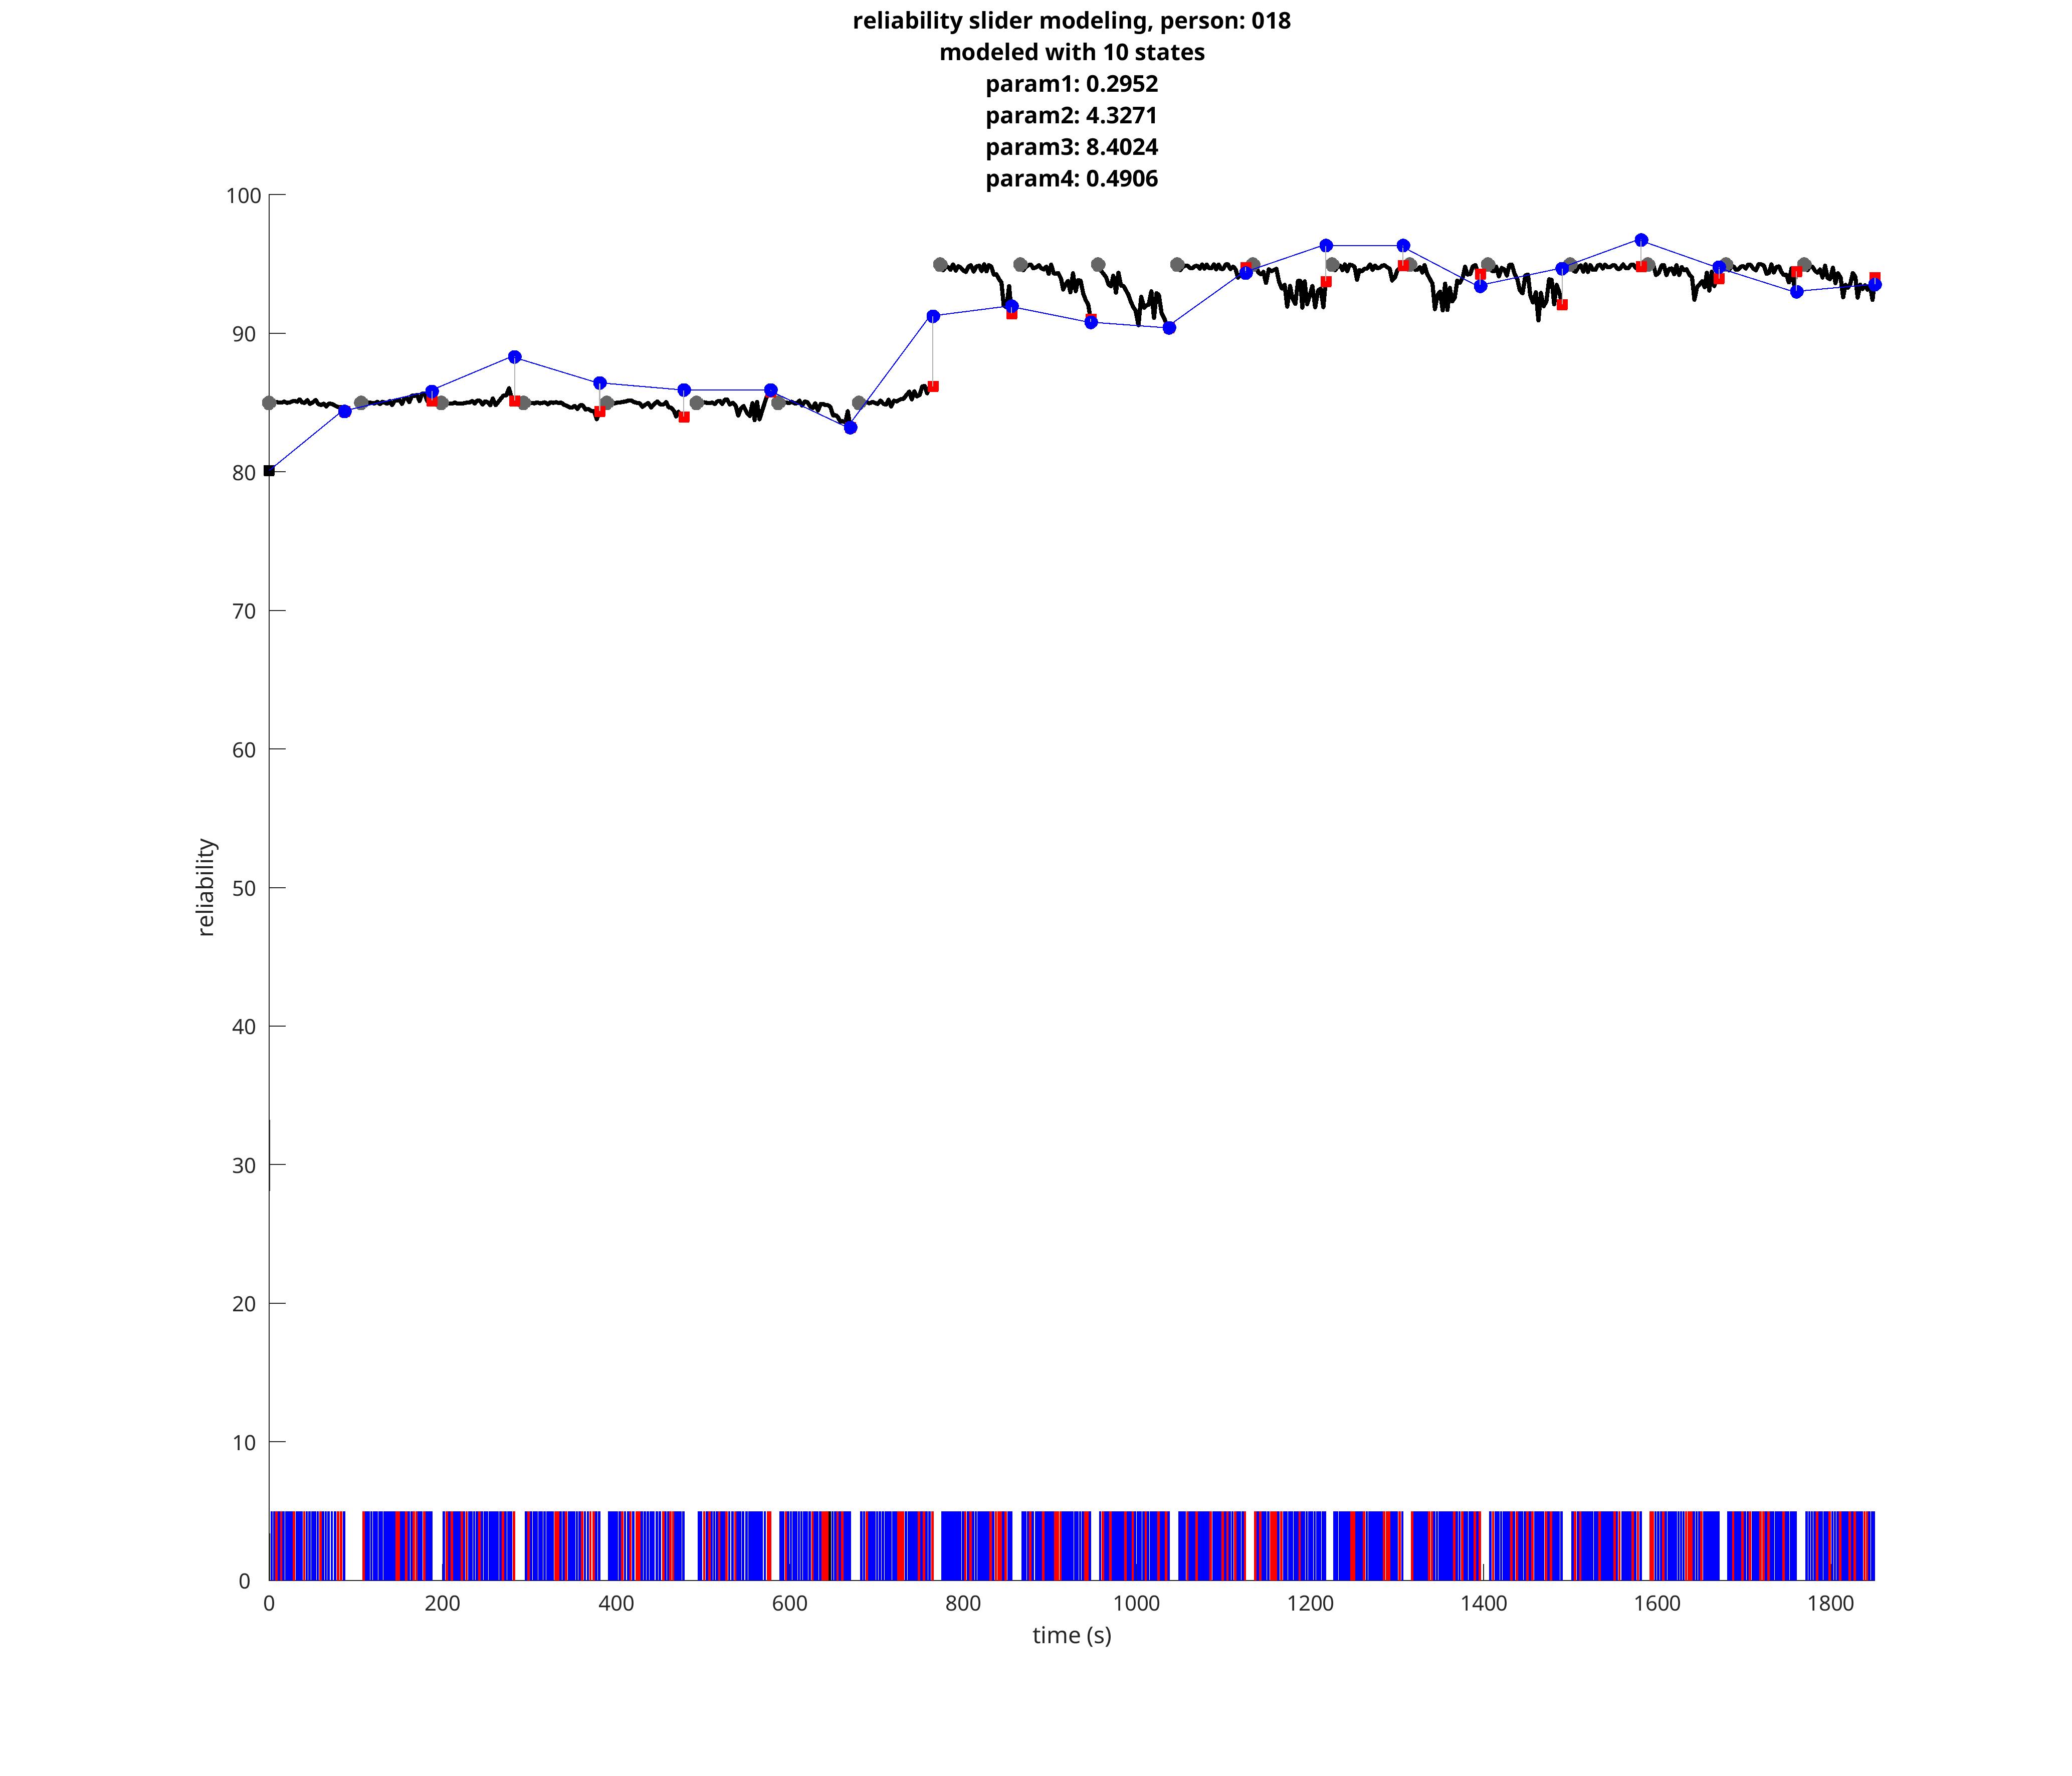 reliability slider modeling, person: 018
modeled with 10 states
param1: 0.2952
param2: 4.3271
param3: 8.4024
param4: 0.4906
100
90
80
70
60
50
40
30
20
10
0
reliability
0 200 400 600 800 1000 1200 1400 1600 1800
time (s)